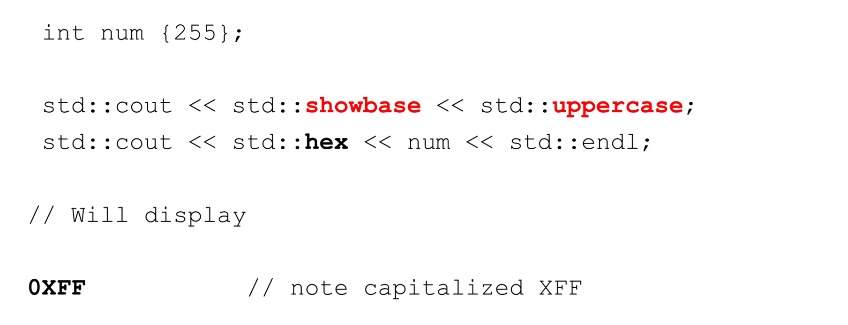 int num {255};
std::cout << std::showbase << std::uppercase;
std::cout << std::hex << num << std::endl;
// Will display
0XFF // note capitalized XFF